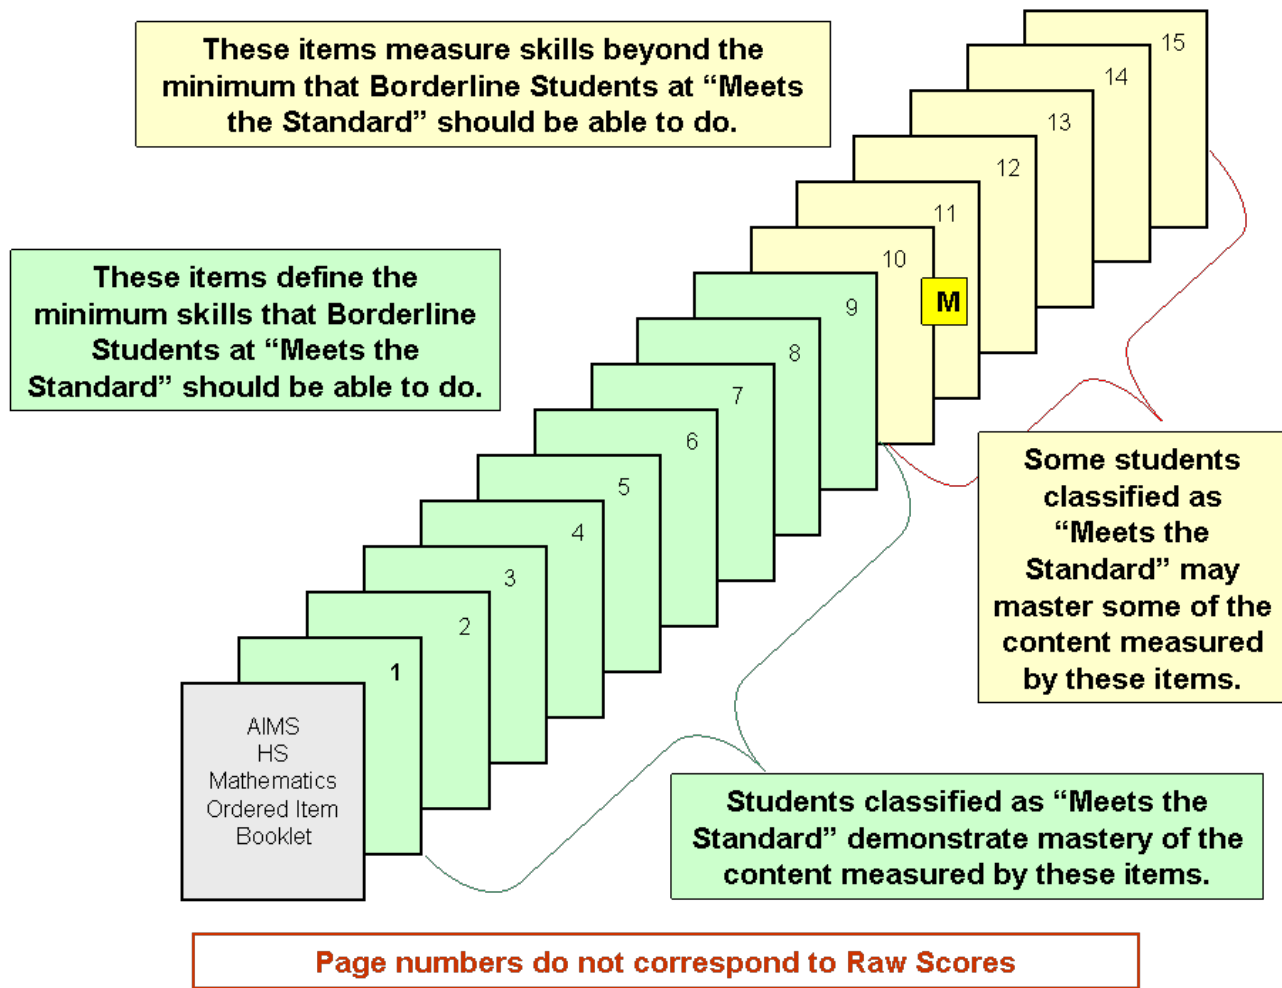 These items measure skills beyond the
minimum that Borderline Students at “Meets
the Standard” should be able to do.
These items define the
minimum skills that Borderline
Students at “Meets the
Standard” should be able to do.
15
14
13
12
11
10
M
9
8
7
6
5
4
3
2
1
AIMS
HS
Mathematics
Ordered Item
Booklet
Some students
classified as
“Meets the
Standard” may
master some of the
content measured
by these items.
Students classified as “Meets the
Standard” demonstrate mastery of the
content measured by these items.
Page numbers do not correspond to Raw Scores